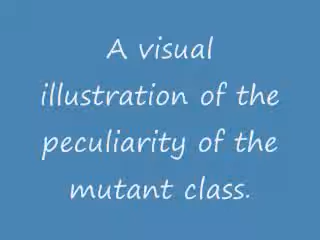 A visual
illustration of the
peculiarity of the
mutant class.